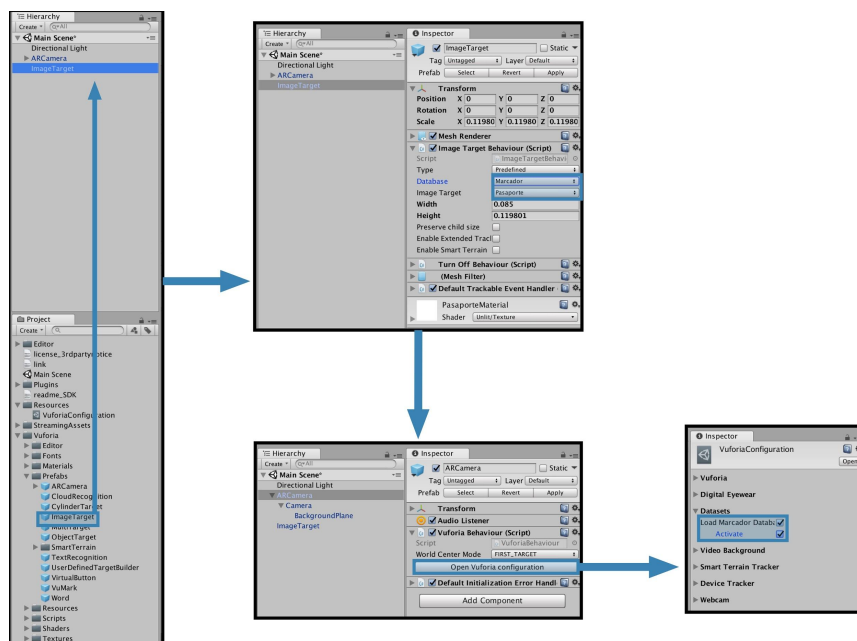 Hierarchy
Create
Q▾All
Main Scene*
Directional Light
ARCamera
ImageTarget
Project
Create
Editor
license_3rdpartynotice
link
Main Scene
Plugins
readme_SDK
Resources
VuforiaConfiguration
StreamingAssets
Vuforia
Editor
Fonts
Materials
Prefabs
ARCamera
CloudRecognition
CylinderTarget
ImageTarget
MultiTarget
ObjectTarget
SmartTerrain
TextRecognition
UserDefinedTargetBuilder
VirtualButton
VuMark
Word
Resources
Scripts
Shaders
Textures
Hierarchy
Create
Q▾All
Main Scene*
Directional Light
ARCamera
ImageTarget
Inspector
ImageTarget Static
Tag Untagged Layer Default
Prefab Select Revert Apply
Transform
Position X 0 Y 0 Z 0
Rotation X 0 Y 0 Z 0
Scale X 0.11980 Y 0.11980 Z 0.11980
Mesh Renderer
Image Target Behaviour (Script)
Script ImageTargetBehavi
Type Predefined
Database Marcador
Image Target Pasaporte
Width 0.085
Height 0.119801
Preserve child size
Enable Extended Tracl
Enable Smart Terrain
Turn Off Behaviour (Script)
(Mesh Filter)
Default Trackable Event Handler
PasaporteMaterial
Shader Unlit/Texture
Hierarchy
Create
Q▾All
Main Scene*
Directional Light
ARCamera
Camera
BackgroundPlane
ImageTarget
Inspector
ARCamera Static
Tag Untagged Layer Default
Prefab Select Revert Apply
Transform
Audio Listener
Vuforia Behaviour (Script)
Script VuforiaBehaviour
World Center Mode FIRST_TARGET
Open Vuforia configuration
Default Initialization Error Handl
Add Component
Inspector
VuforiaConfiguration
Open
Vuforia
Digital Eyewear
Datasets
Load Marcador Databa
Activate
Video Background
Smart Terrain Tracker
Device Tracker
Webcam